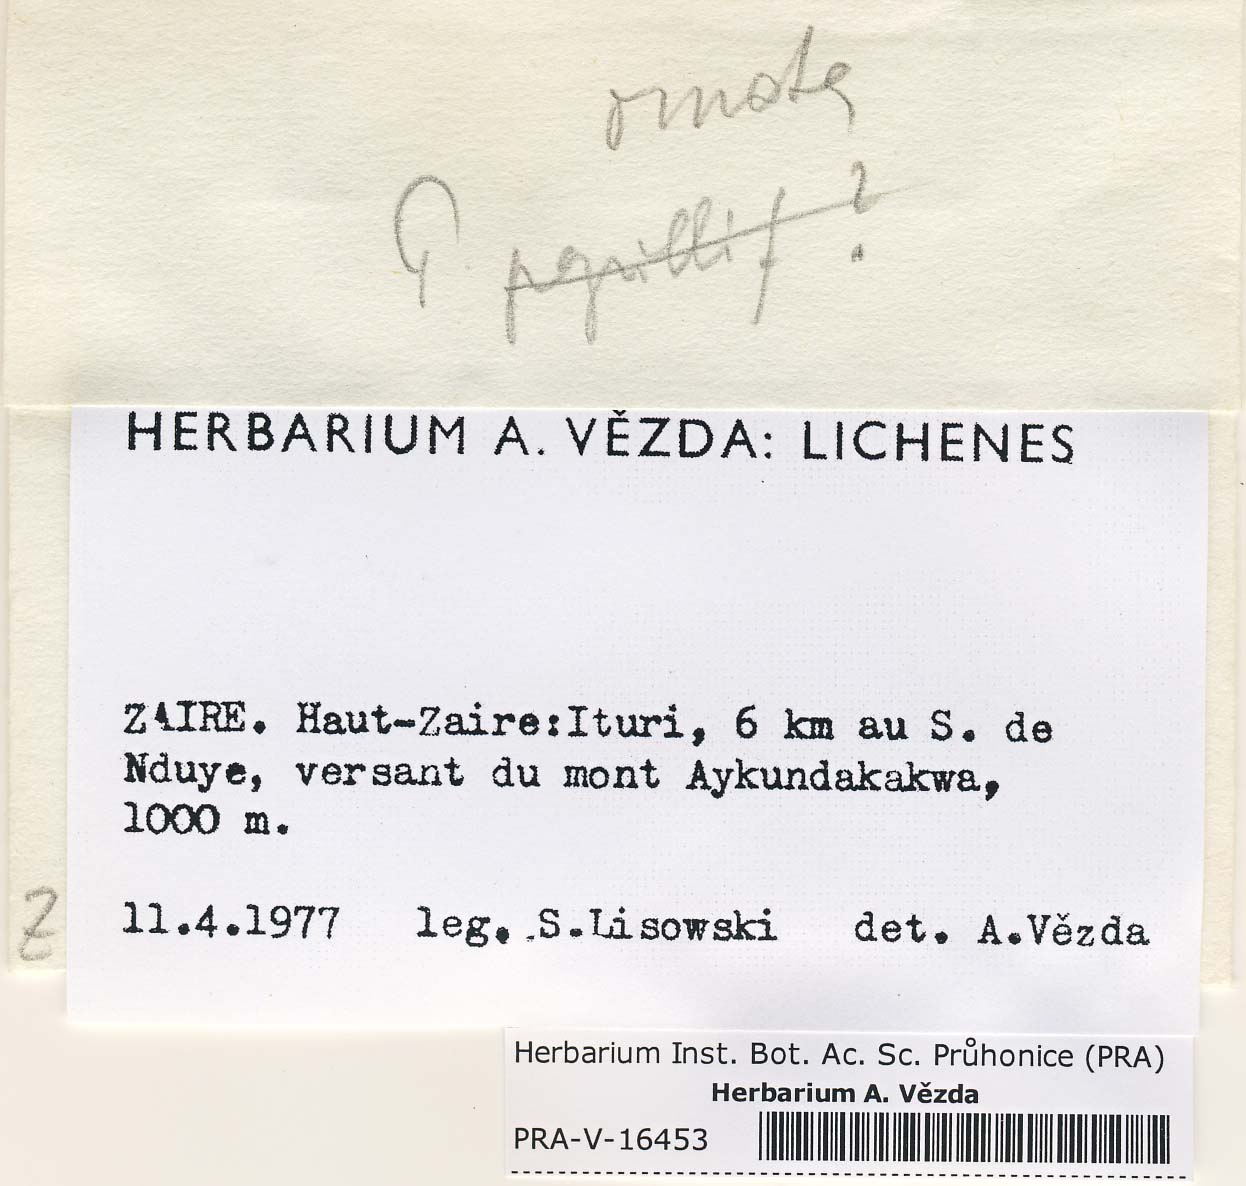 ornata
P. papillif ?
HERBARIUM A. VĚZDA: LICHENES
ZAIRE. Haut-Zaire:Ituri, 6 km au S. de
Nduye, versant du mont Aykundakakwa,
1000 m.
Z
11.4.1977 leg. S.Lisowski det. A.Vězda
Herbarium Inst. Bot. Ac. Sc. Průhonice (PRA)
Herbarium A. Vězda
PRA-V-16453